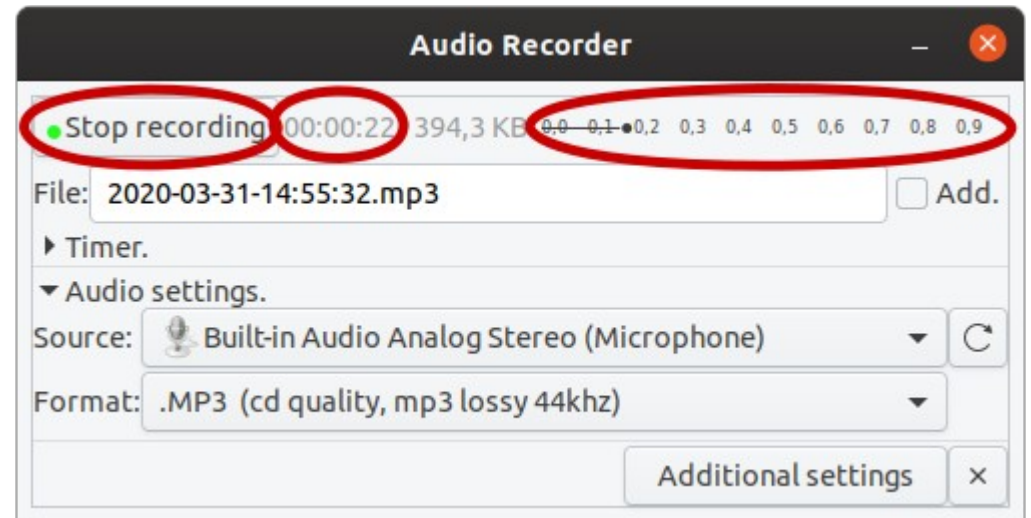 Audio Recorder
Stop recording 00:00:22 394,3 KB 0,0 0,1 0,2 0,3 0,4 0,5 0,6 0,7 0,8 0,9
File: 2020-03-31-14:55:32.mp3 Add.
Timer.
Audio settings.
Source: Built-in Audio Analog Stereo (Microphone)
Format: .MP3 (cd quality, mp3 lossy 44khz)
Additional settings